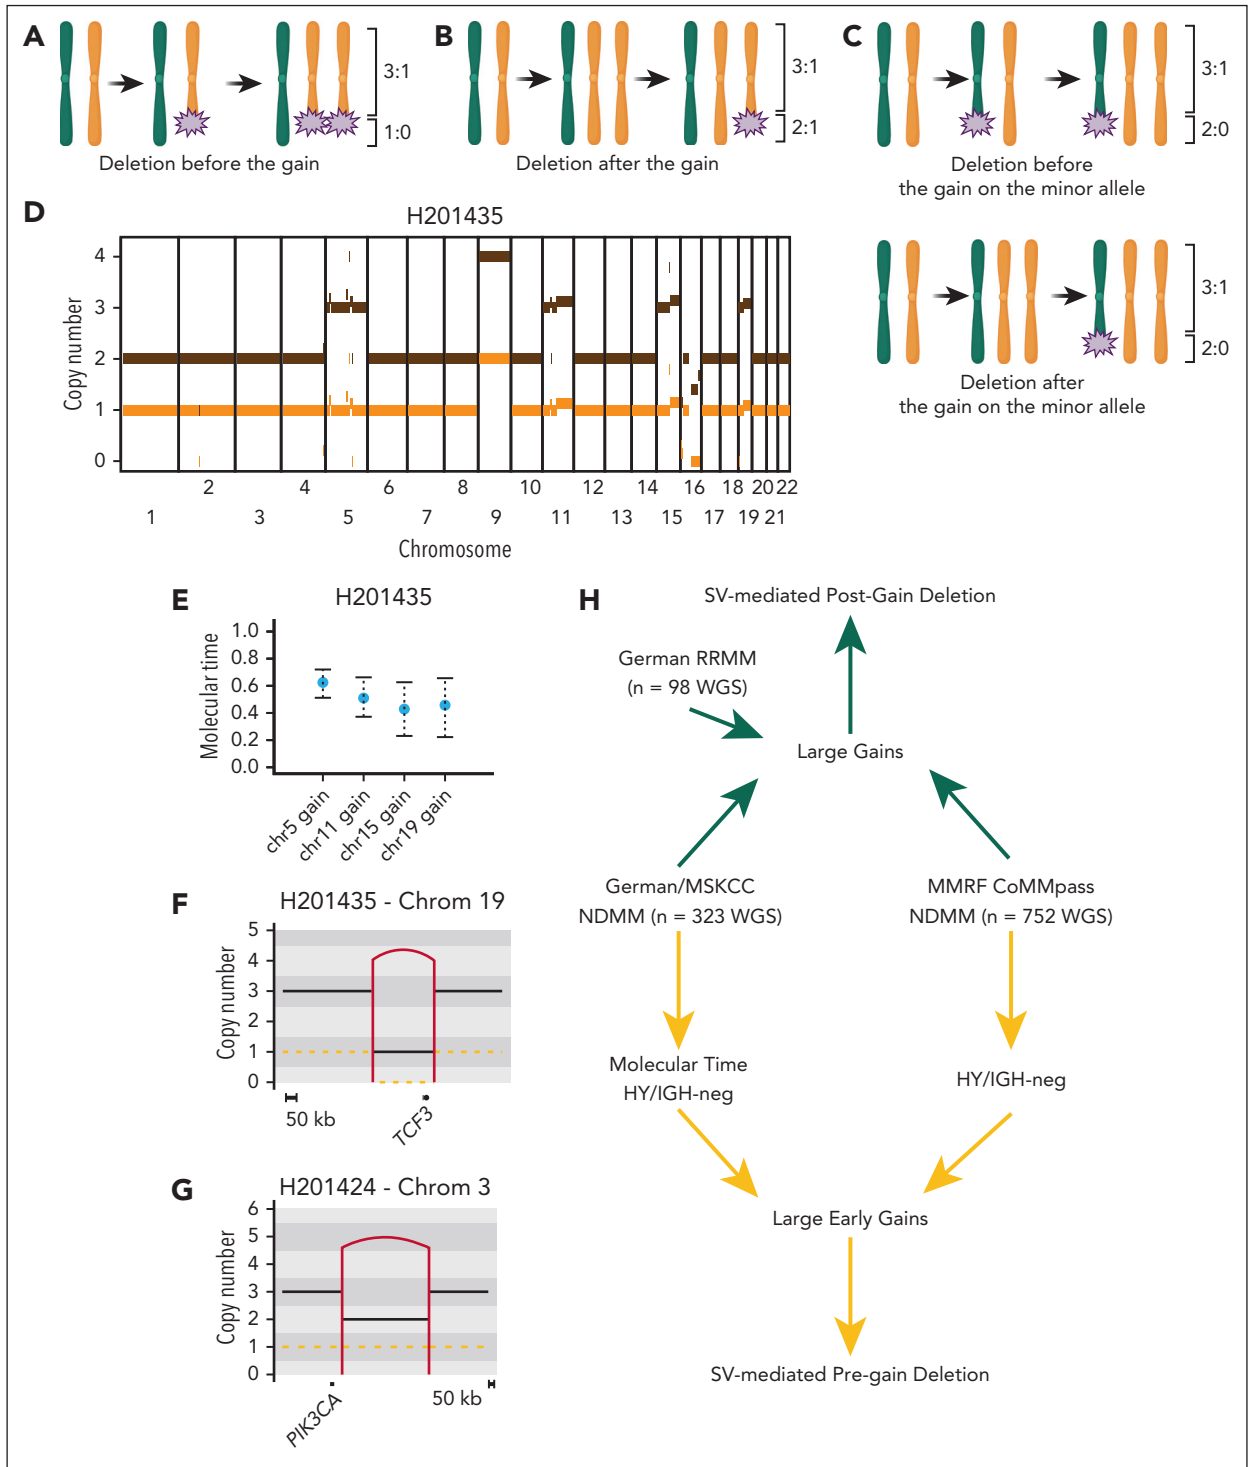 A
3:1
1:0
Deletion before the gain
B
3:1
2:1
Deletion after the gain
C
3:1
2:0
Deletion before
the gain on the minor allele
3:1
2:0
Deletion after
the gain on the minor allele
D
H201435
Copy number
4
3
2
1
0
2 4 6 8 10 12 14 16 18 20 22
1 3 5 7 9 11 13 15 17 19 21
Chromosome
E
H201435
Molecular time
1.0
0.8
0.6
0.4
0.2
0.0
chr5 gain
chr11 gain
chr15 gain
chr19 gain
F
H201435 - Chrom 19
Copy number
5
4
3
2
1
0
50 kb
TCF3
G
H201424 - Chrom 3
Copy number
6
5
4
3
2
1
0
PIK3CA
50 kb
H
SV-mediated Post-Gain Deletion
German RRMM
(n = 98 WGS)
Large Gains
German/MSKCC
NDMM (n = 323 WGS)
MMRF CoMMpass
NDMM (n = 752 WGS)
Molecular Time
HY/IGH-neg
HY/IGH-neg
Large Early Gains
SV-mediated Pre-gain Deletion